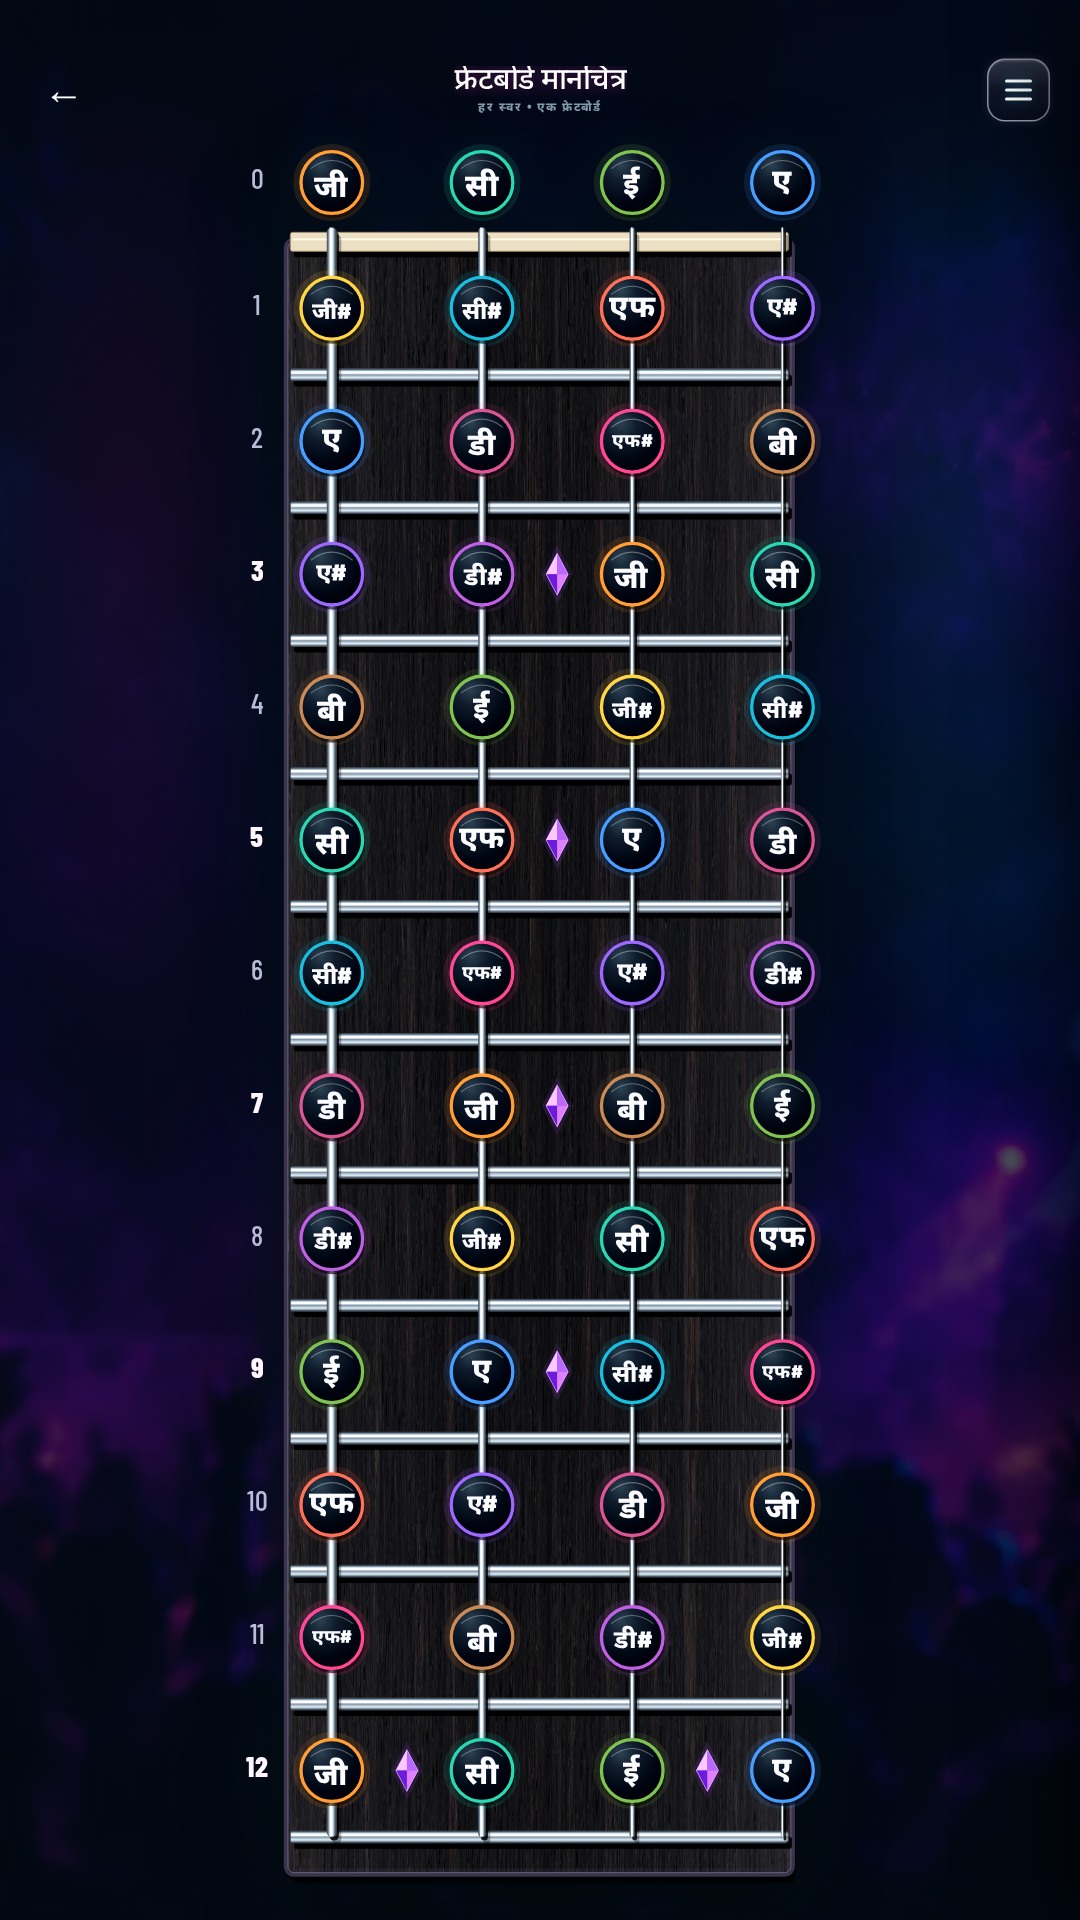 ←
फ्रेटबोर्ड मानचित्र
हर स्वर • एक फ्रेटबोर्ड
0 जी सी ई ए
1 जी# सी# एफ ए#
2 ए डी एफ# बी
3 ए# डी# जी सी
4 बी ई जी# सी#
5 सी एफ ए डी
6 सी# एफ# ए# डी#
7 डी जी बी ई
8 डी# जी# सी एफ
9 ई ए सी# एफ#
10 एफ ए# डी जी
11 एफ# बी डी# जी#
12 जी सी ई ए